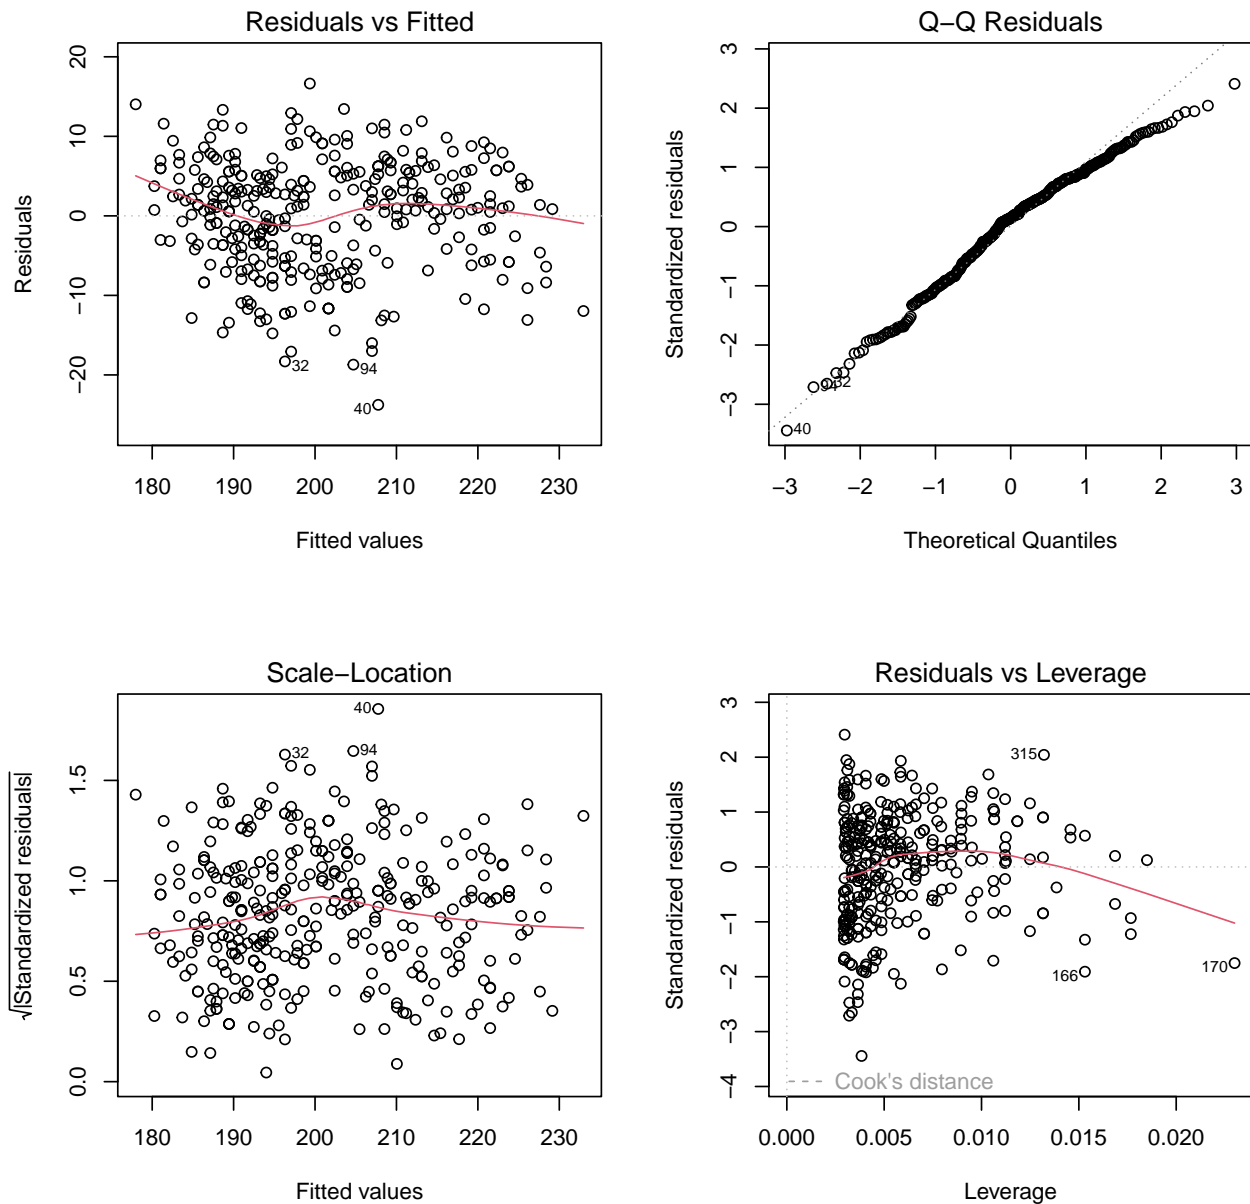 Residuals vs Fitted
Residuals
20
10
0
−10
−20
32
94
40
180 190 200 210 220 230
Fitted values
Q−Q Residuals
Standardized residuals
3
2
1
0
−1
−2
−3
94
32
40
−3 −2 −1 0 1 2 3
Theoretical Quantiles
Scale−Location
√|Standardized residuals|
1.5
1.0
0.5
0.0
40
32
94
180 190 200 210 220 230
Fitted values
Residuals vs Leverage
Standardized residuals
3
2
1
0
−1
−2
−3
−4
315
166
170
Cook's distance
0.000 0.005 0.010 0.015 0.020
Leverage